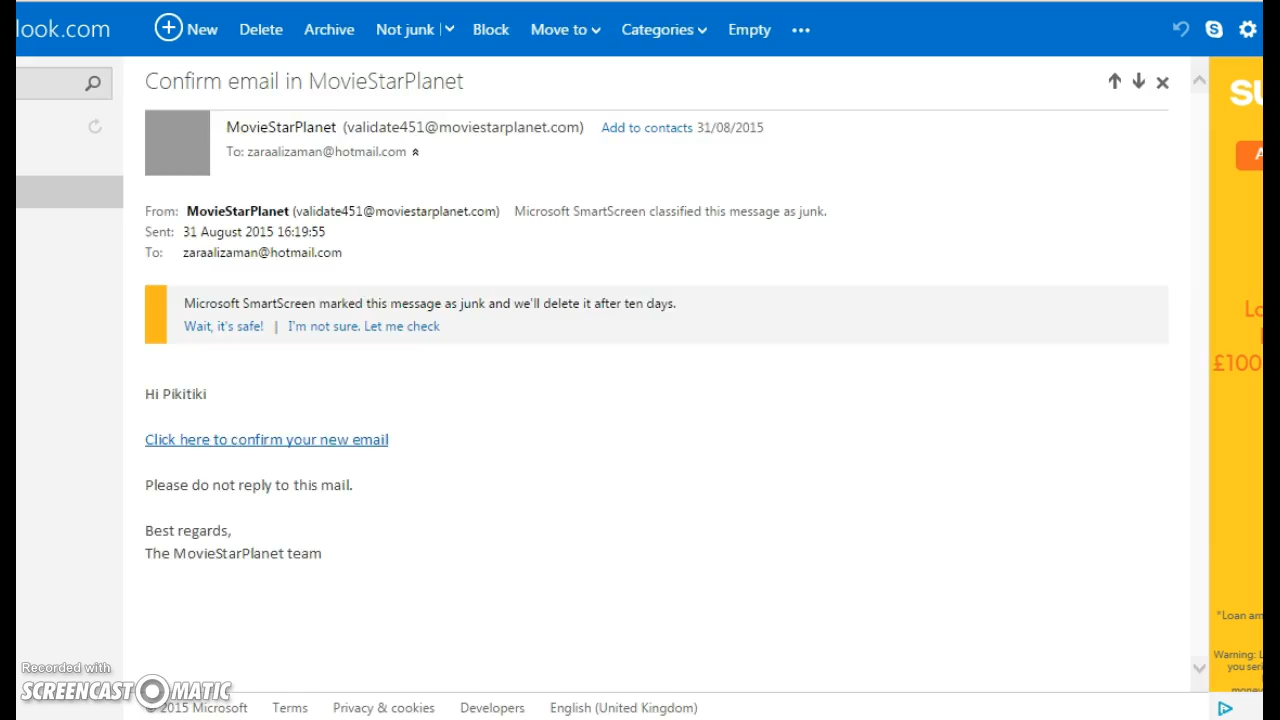 look.com New Delete Archive Not junk Block Move to Categories Empty
Confirm email in MovieStarPlanet
MovieStarPlanet (validate451@moviestarplanet.com) Add to contacts 31/08/2015
To: zaraalizaman@hotmail.com
From: MovieStarPlanet (validate451@moviestarplanet.com) Microsoft SmartScreen classified this message as junk.
Sent: 31 August 2015 16:19:55
To: zaraalizaman@hotmail.com
Microsoft SmartScreen marked this message as junk and we'll delete it after ten days.
Wait, it's safe! | I'm not sure. Let me check
Hi Pikitiki
Click here to confirm your new email
Please do not reply to this mail.
Best regards,
The MovieStarPlanet team
£100
*Loan am
Warning: L
you seri
Recorded with
SCREENCAST MATIC
© 2015 Microsoft Terms Privacy & cookies Developers English (United Kingdom)